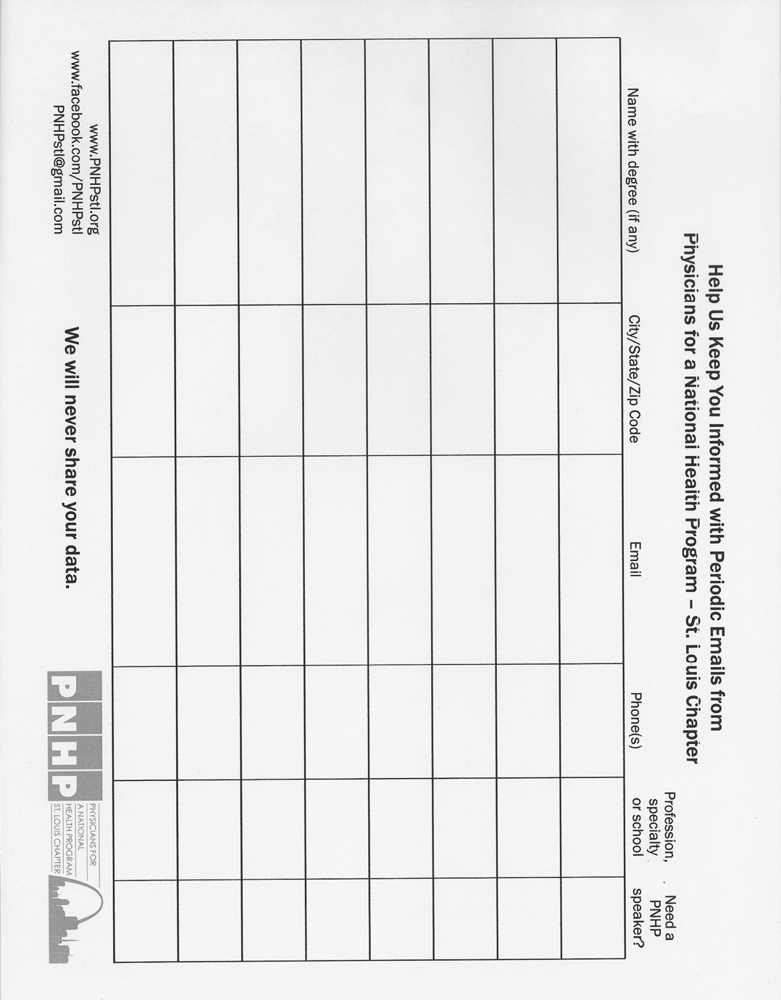 Help Us Keep You Informed with Periodic Emails from
Physicians for a National Health Program – St. Louis Chapter
Name with degree (if any)
City/State/Zip Code
Email
Phone(s)
Profession,
specialty
or school
Need a
PNHP
speaker?
www.PNHPstl.org
www.facebook.com/PNHPstl
PNHPstl@gmail.com
We will never share your data.
PNHP
PHYSICIANS FOR
A NATIONAL
HEALTH PROGRAM
ST. LOUIS CHAPTER